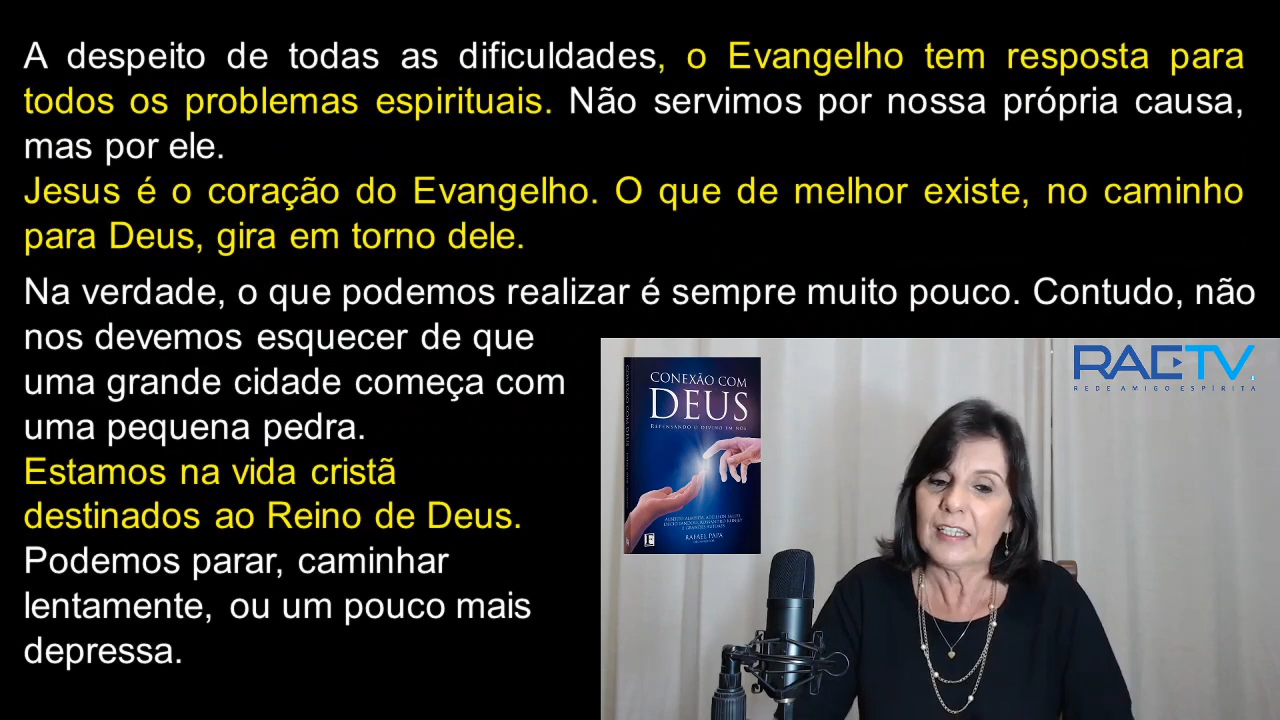 A despeito de todas as dificuldades, o Evangelho tem resposta para
todos os problemas espirituais. Não servimos por nossa própria causa,
mas por ele.
Jesus é o coração do Evangelho. O que de melhor existe, no caminho
para Deus, gira em torno dele.
Na verdade, o que podemos realizar é sempre muito pouco. Contudo, não
nos devemos esquecer de que
uma grande cidade começa com
uma pequena pedra.
Estamos na vida cristã
destinados ao Reino de Deus.
Podemos parar, caminhar
lentamente, ou um pouco mais
depressa.
RAETV
REDE AMIGO ESPÍRITA
CONEXÃO COM
DEUS
REPENSANDO O DIVINO EM NÓS
RAFAEL PAPA